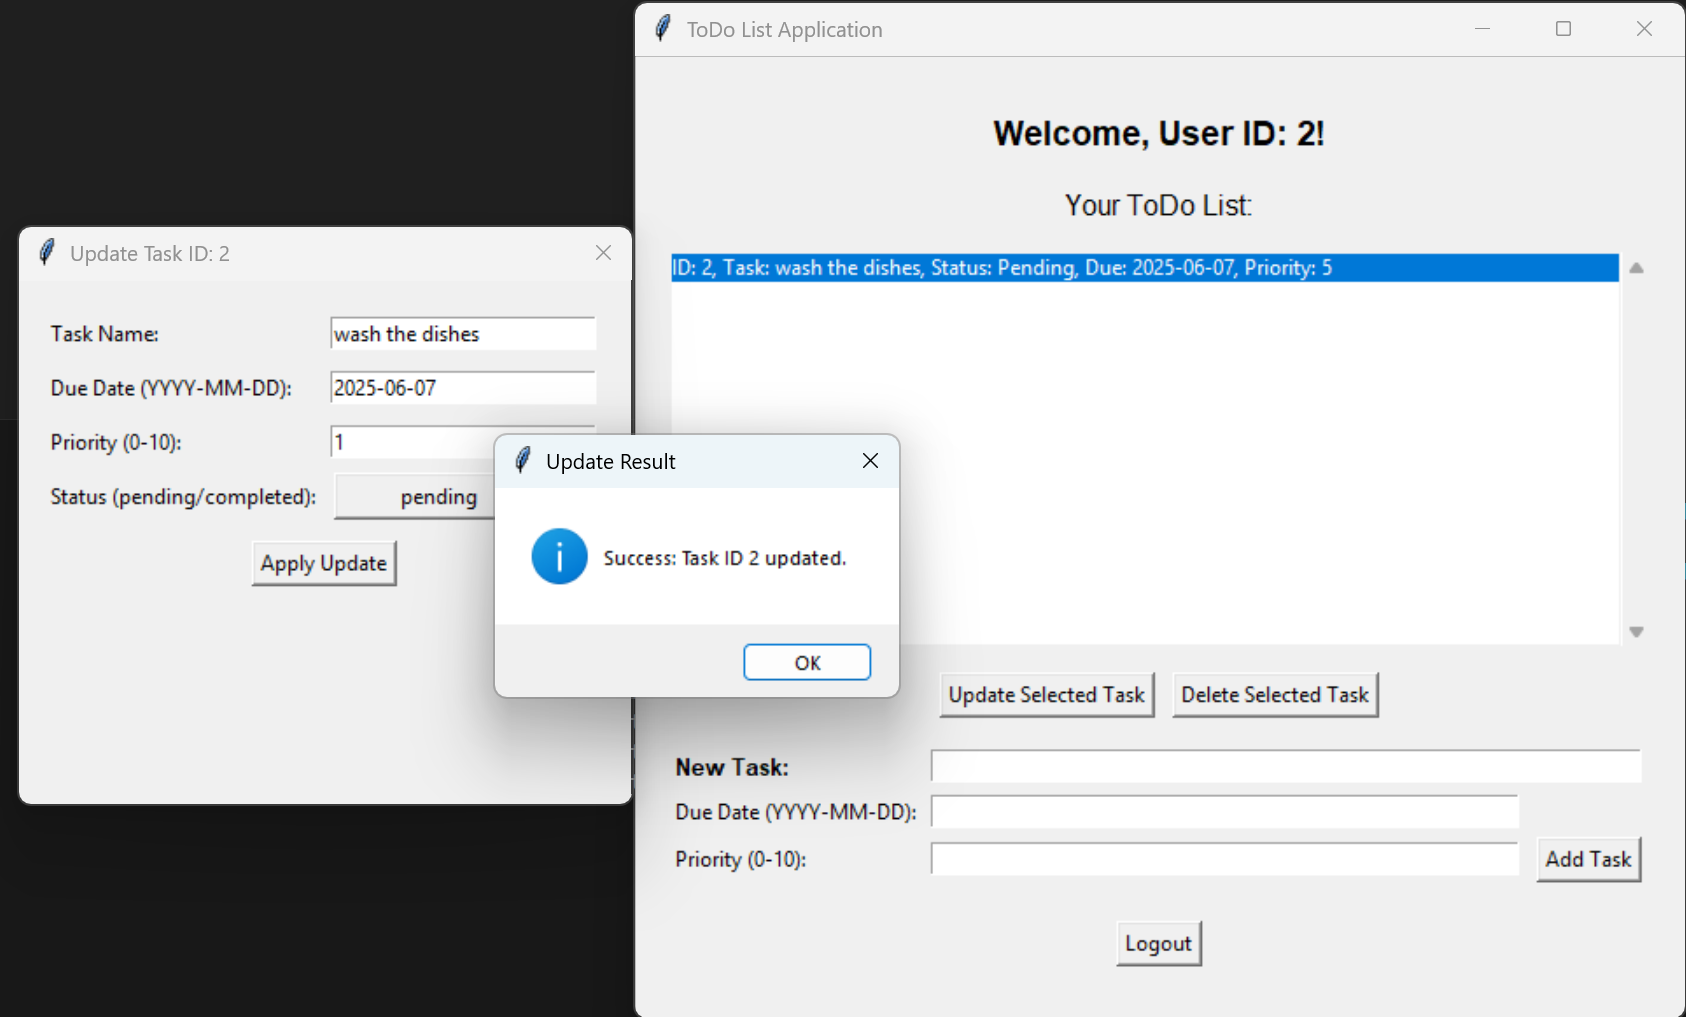 ToDo List Application
Welcome, User ID: 2!
Your ToDo List:
ID: 2, Task: wash the dishes, Status: Pending, Due: 2025-06-07, Priority: 5
Update Selected Task
Delete Selected Task
New Task:
Due Date (YYYY-MM-DD):
Priority (0-10):
Add Task
Logout
Update Task ID: 2
Task Name: wash the dishes
Due Date (YYYY-MM-DD): 2025-06-07
Priority (0-10): 1
Status (pending/completed): pending
Apply Update
Update Result
Success: Task ID 2 updated.
OK